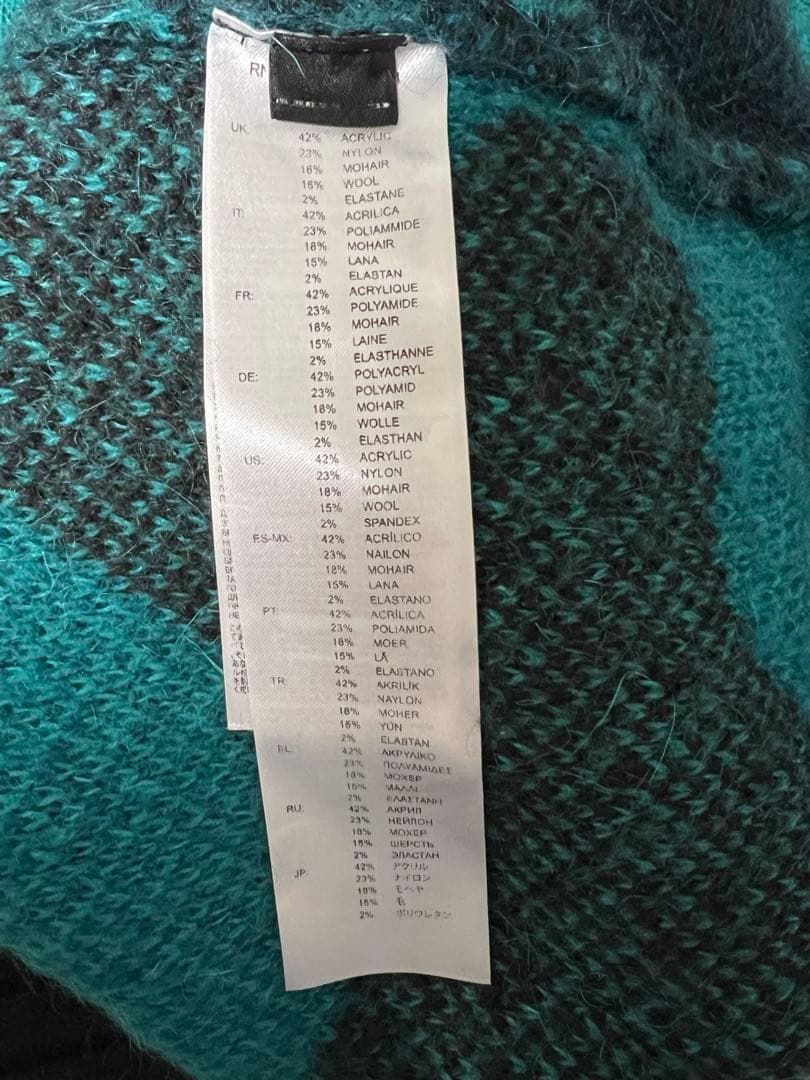 UK:
42% ACRYLIC
23% NYLON
18% MOHAIR
15% WOOL
2% ELASTANE
IT:
42% ACRILICA
23% POLIAMMIDE
18% MOHAIR
15% LANA
2% ELASTAN
FR:
42% ACRYLIQUE
23% POLYAMIDE
18% MOHAIR
15% LAINE
2% ELASTHANNE
DE:
42% POLYACRYL
23% POLYAMID
18% MOHAIR
15% WOLLE
2% ELASTHAN
US:
42% ACRYLIC
23% NYLON
18% MOHAIR
15% WOOL
2% SPANDEX
ES-MX:
42% ACRÍLICO
23% NAILON
18% MOHAIR
15% LANA
2% ELASTANO
PT:
42% ACRÍLICA
23% POLIAMIDA
18% MOER
15% LÃ
2% ELASTANO
TR:
42% AKRİLİK
23% NAYLON
18% MOHER
15% YÜN
2% ELASTAN
EL:
42% ΑΚΡΥΛΙΚΟ
23% ΠΟΛΥΑΜΙΔΕΣ
18% ΜΟΧΕΡ
15% ΜΑΛΛΙ
2% ΕΛΑΣΤΑΝΗ
RU:
42% АКРИЛ
23% НЕЙЛОН
18% МОХЕР
15% ШЕРСТЬ
2% ЭЛАСТАН
JP:
42% アクリル
23% ナイロン
18% モヘヤ
15% 毛
2% ポリウレタン